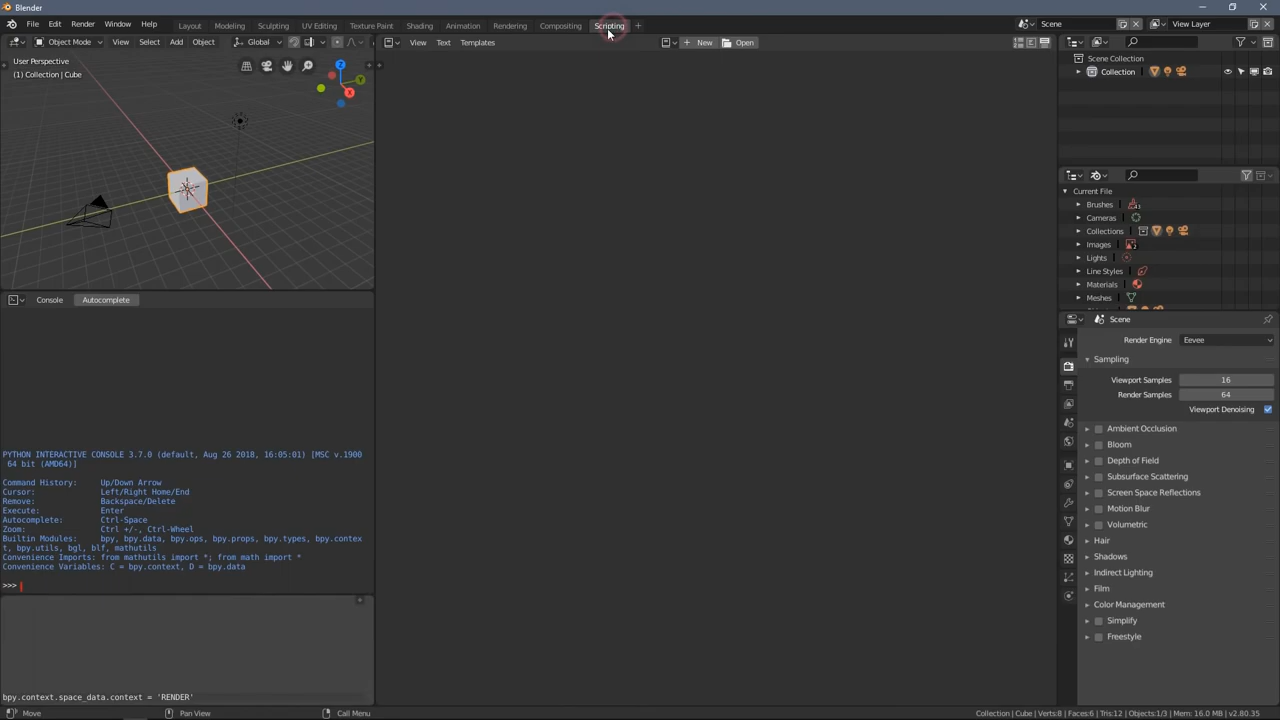 Blender
File Edit Render Window Help
Layout Modeling Sculpting UV Editing Texture Paint Shading Animation Rendering Compositing Scripting +
Scene
View Layer
Object Mode View Select Add Object Global
User Perspective
(1) Collection | Cube
Z
Y
X
View Text Templates
New Open
Scene Collection
Collection
Current File
Brushes
Cameras
Collections
Images
Lights
Line Styles
Materials
Meshes
Console Autocomplete
PYTHON INTERACTIVE CONSOLE 3.7.0 (default, Aug 26 2018, 16:05:01) [MSC v.1900
64 bit (AMD64)]
Command History: Up/Down Arrow
Cursor: Left/Right Home/End
Remove: Backspace/Delete
Execute: Enter
Autocomplete: Ctrl-Space
Zoom: Ctrl +/-, Ctrl-Wheel
Builtin Modules: bpy, bpy.data, bpy.ops, bpy.props, bpy.types, bpy.contex
t, bpy.utils, bgl, blf, mathutils
Convenience Imports: from mathutils import *; from math import *
Convenience Variables: C = bpy.context, D = bpy.data
>>>
bpy.context.space_data.context = 'RENDER'
Scene
Render Engine Eevee
Sampling
Viewport Samples 16
Render Samples 64
Viewport Denoising
Ambient Occlusion
Bloom
Depth of Field
Subsurface Scattering
Screen Space Reflections
Motion Blur
Volumetric
Hair
Shadows
Indirect Lighting
Film
Color Management
Simplify
Freestyle
Move Pan View Call Menu
Collection | Cube | Verts:8 | Faces:6 | Tris:12 | Objects:1/3 | Mem: 16.0 MB | v2.80.35